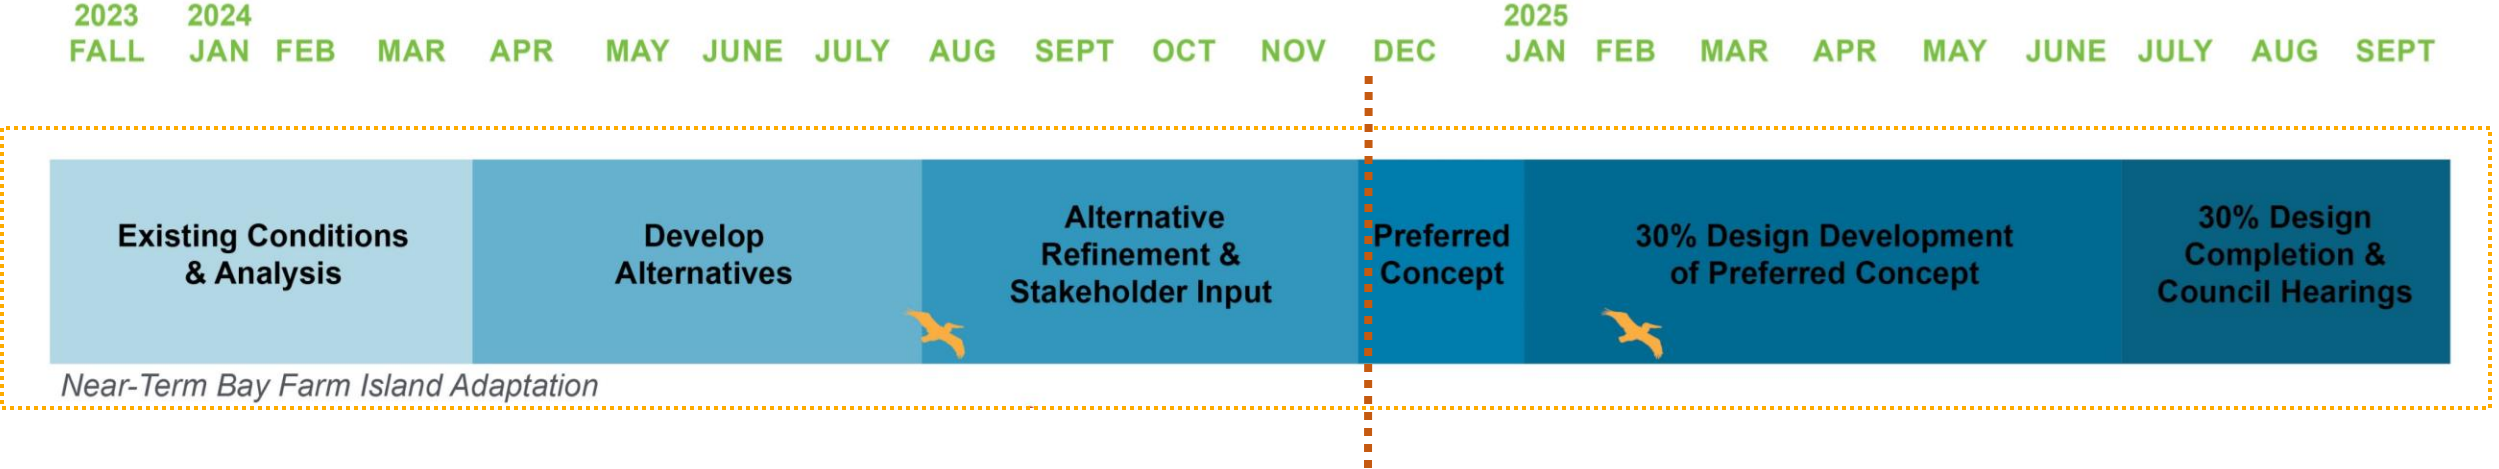 2023 2024 2025
FALL JAN FEB MAR APR MAY JUNE JULY AUG SEPT OCT NOV DEC JAN FEB MAR APR MAY JUNE JULY AUG SEPT
Existing Conditions
& Analysis
Develop
Alternatives
Alternative
Refinement &
Stakeholder Input
Preferred
Concept
30% Design Development
of Preferred Concept
30% Design
Completion &
Council Hearings
Near-Term Bay Farm Island Adaptation